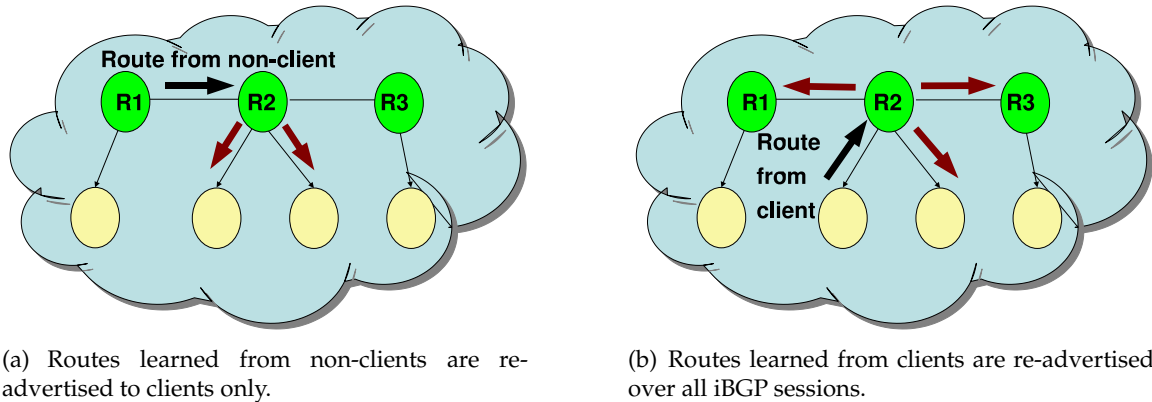 Route from non-client
R1
R2
R3
R1
R2
R3
Route
from
client
(a) Routes learned from non-clients are re-
advertised to clients only.
(b) Routes learned from clients are re-advertised
over all iBGP sessions.